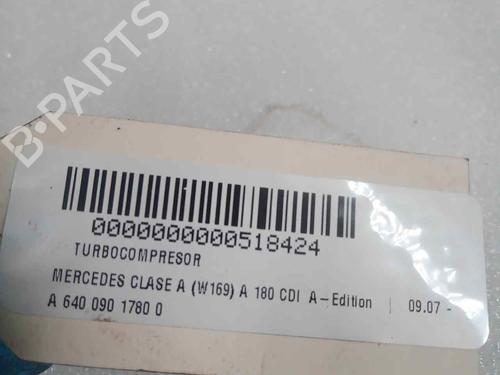 B-PARTS
0000000000518424
TURBOCOMPRESOR
MERCEDES CLASE A (W169) A 180 CDI A-Edition | 09.07 -
A 640 090 1780 0